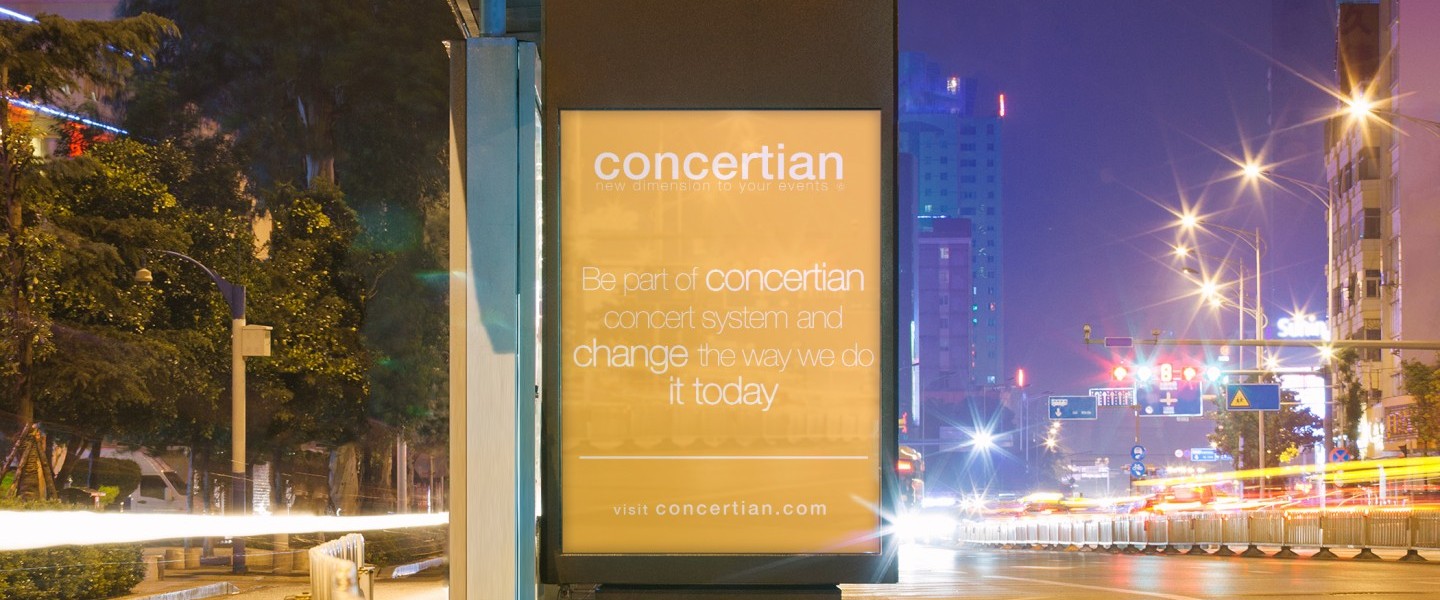 concertian
new dimension to your events ®
Be part of concertian
concert system and
change the way we do
it today
visit concertian.com